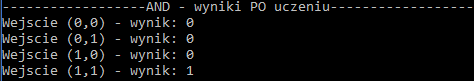 ------------------AND - wyniki PO uczeniu------------------
Wejscie (0,0) - wynik: 0
Wejscie (0,1) - wynik: 0
Wejscie (1,0) - wynik: 0
Wejscie (1,1) - wynik: 1